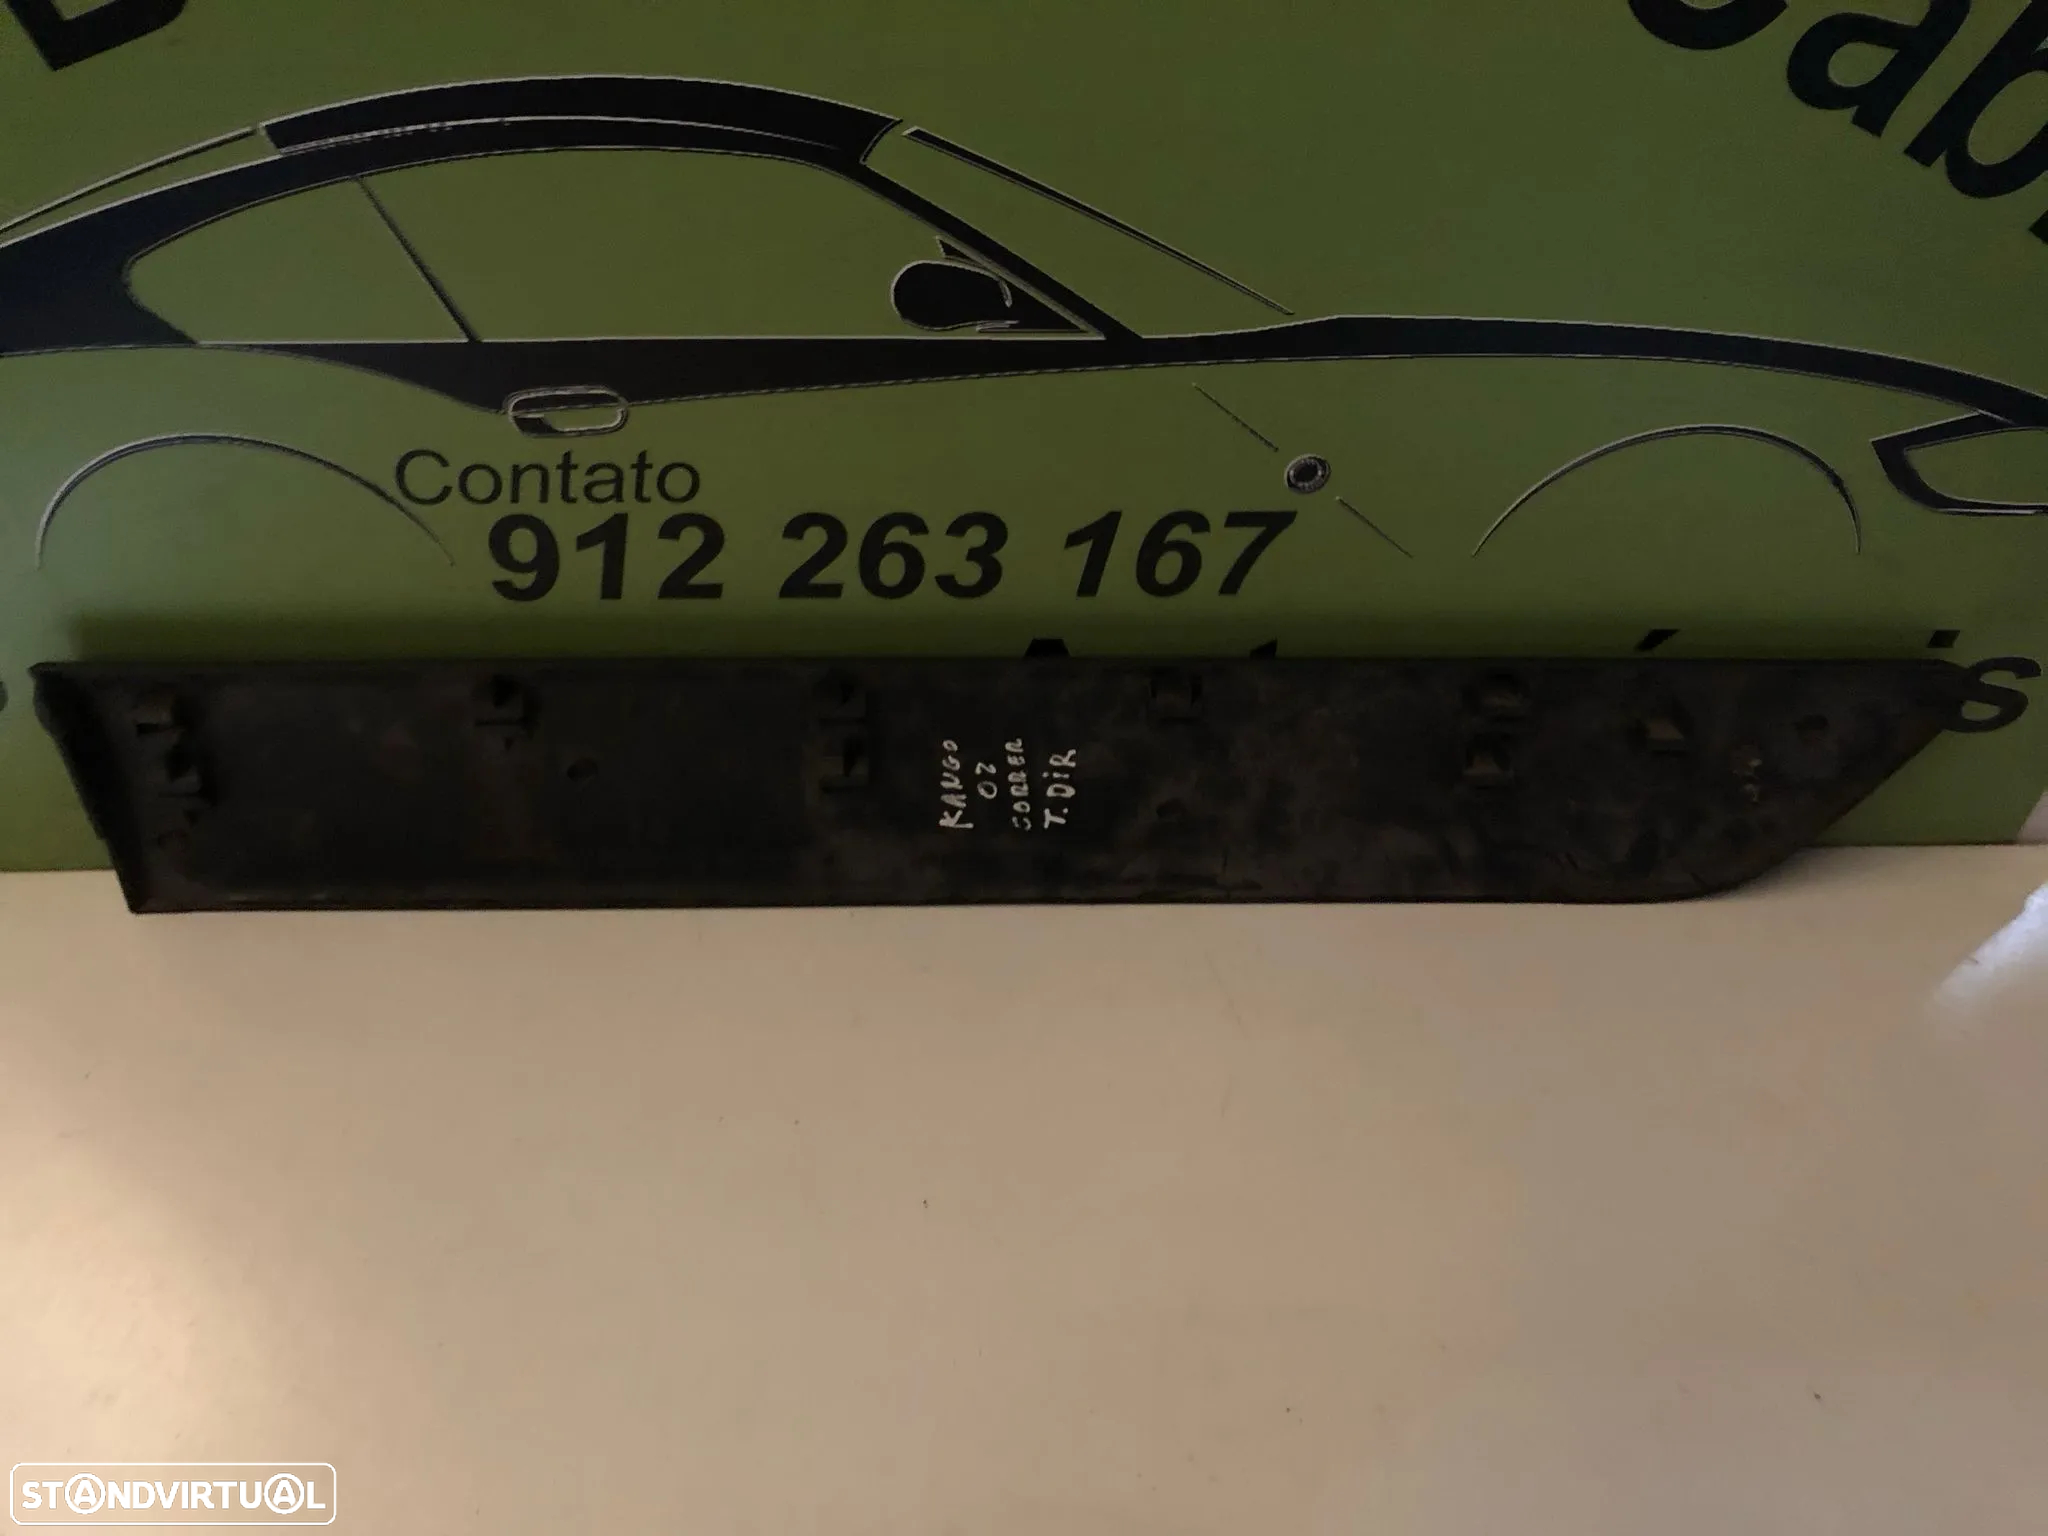 Contato
912 263 167
KANGO
02
CORRER
T. DIR
STANDVIRTUAL